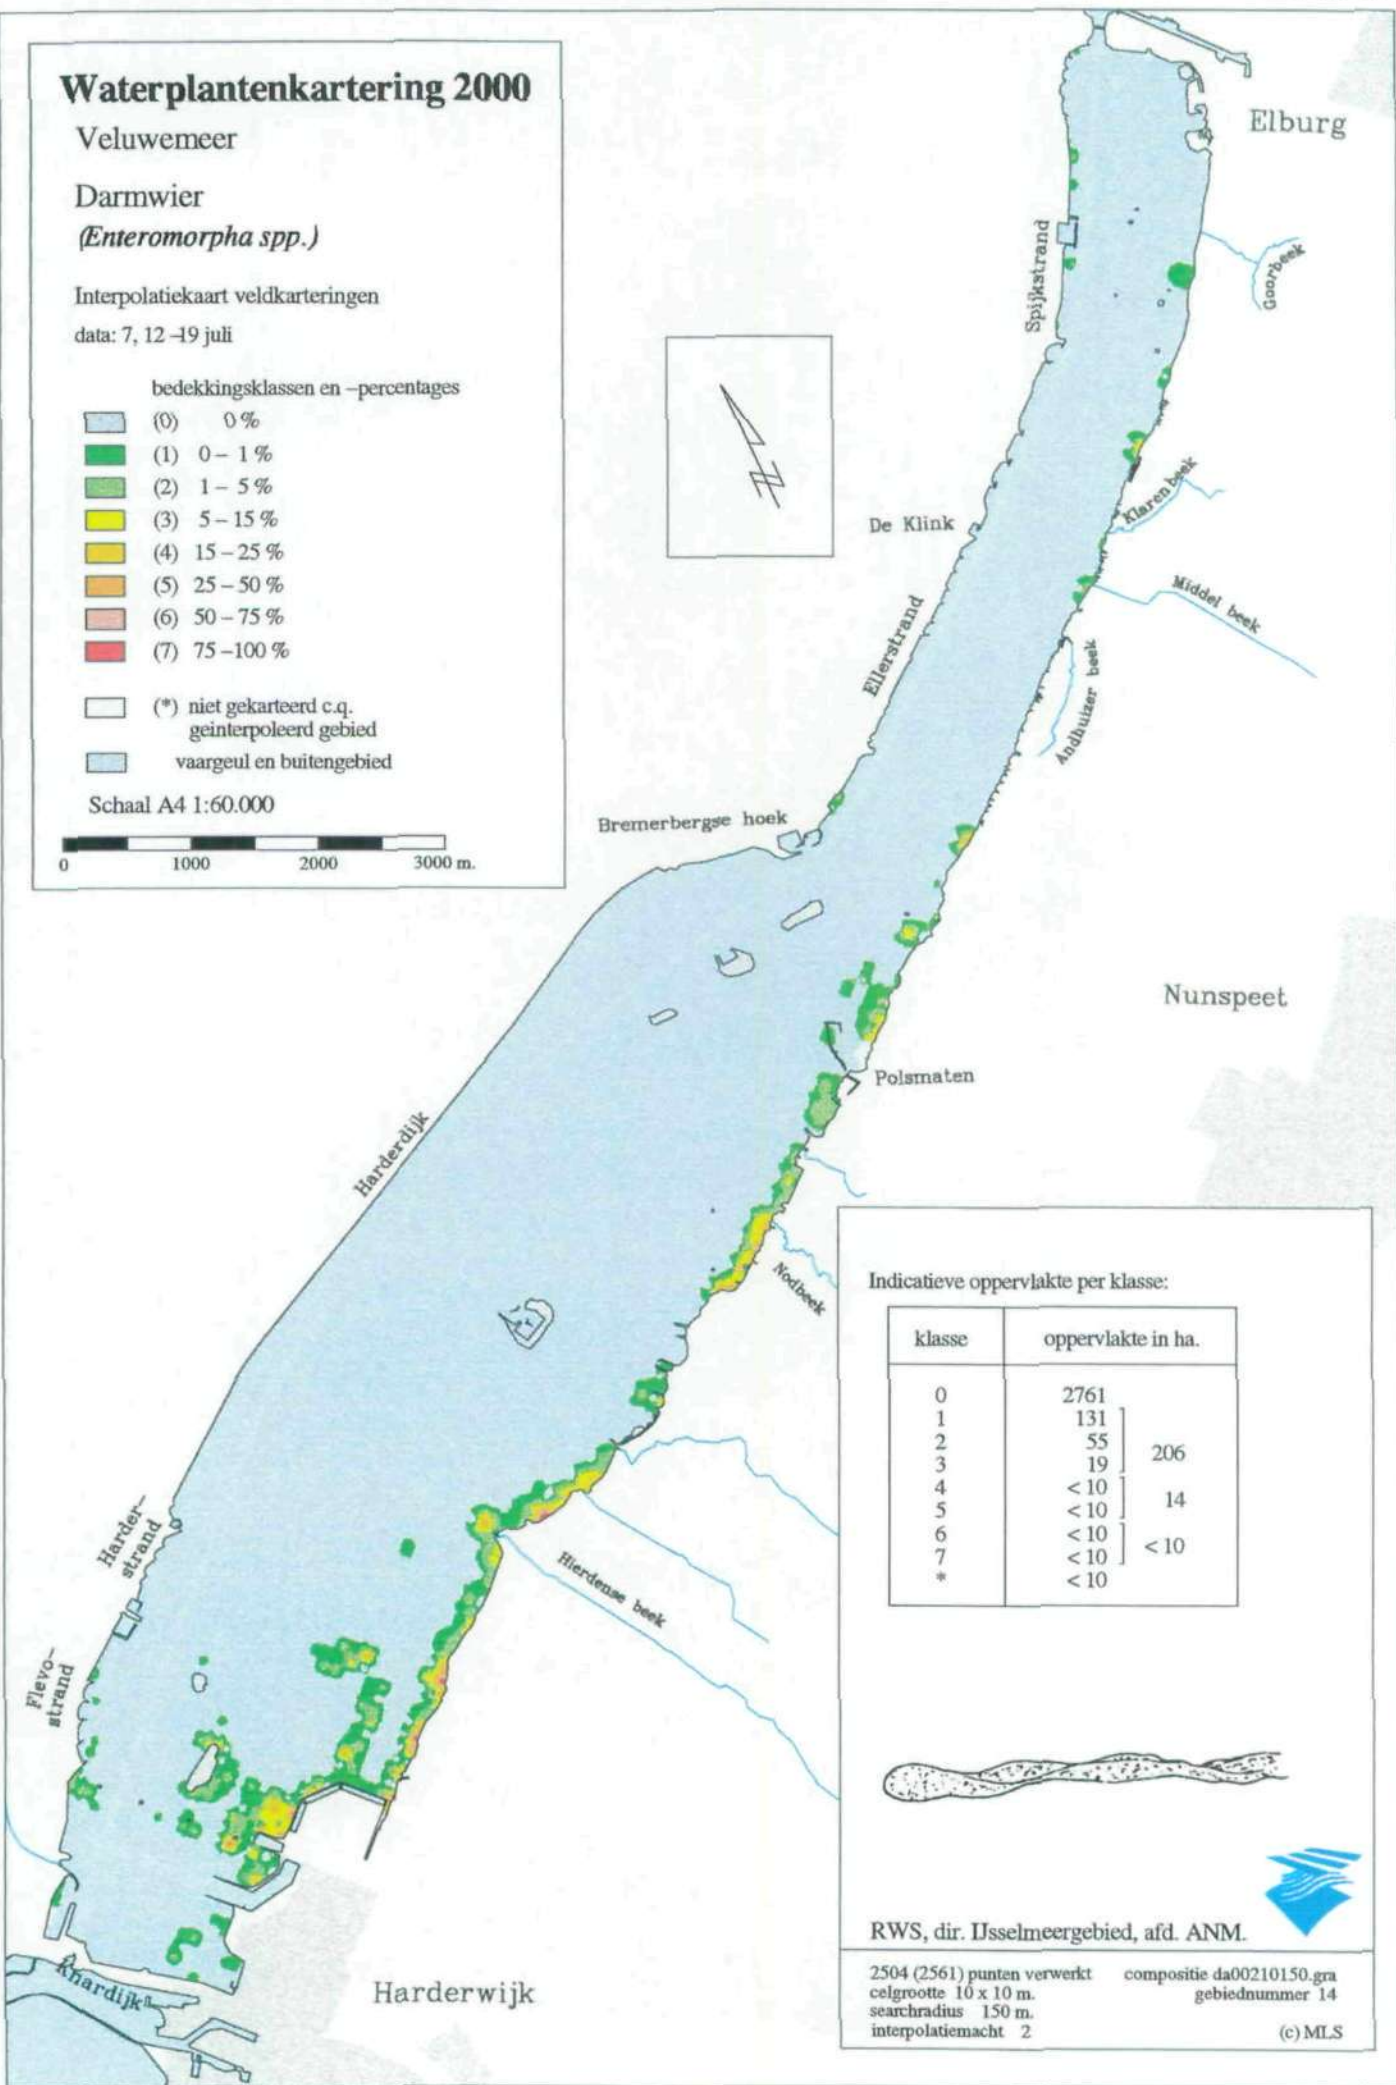 Waterplantenkartering 2000
Veluwemeer
Darmwier
(Enteromorpha spp.)
Interpolatiekaart veldkarteringen
data: 7, 12 –19 juli
bedekkingsklassen en –percentages
(0) 0 %
(1) 0 – 1 %
(2) 1 – 5 %
(3) 5 – 15 %
(4) 15 – 25 %
(5) 25 – 50 %
(6) 50 – 75 %
(7) 75 –100 %
(*) niet gekarteerd c.q.
geinterpoleerd gebied
vaargeul en buitengebied
Schaal A4 1:60.000
0 1000 2000 3000 m.
Elburg
Goorbeek
Spijkstrand
Klaren beek
De Klink
Middel beek
Ellerstrand
Andhuizer beek
Bremerbergse hoek
Nunspeet
Polsmaten
Harderdijk
Nodbeek
Harder–
strand
Hierdense beek
Flevo–
strand
Knardijk
Harderwijk
Indicatieve oppervlakte per klasse:
klasse oppervlakte in ha.
0 2761
1 131
2 55 206
3 19
4 < 10 14
5 < 10
6 < 10 < 10
7 < 10
* < 10
RWS, dir. IJsselmeergebied, afd. ANM.
2504 (2561) punten verwerkt compositie da00210150.gra
celgrootte 10 x 10 m. gebiednummer 14
searchradius 150 m.
interpolatiemacht 2 (c) MLS